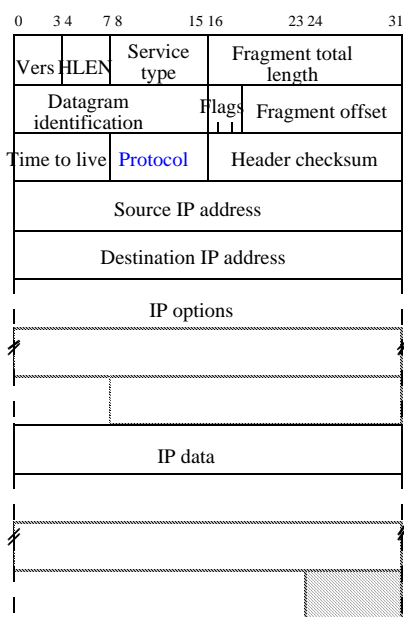 0 3 4 7 8 15 16 23 24 31
Vers HLEN Service type Fragment total length
Datagram identification Flags Fragment offset
Time to live Protocol Header checksum
Source IP address
Destination IP address
IP options
IP data